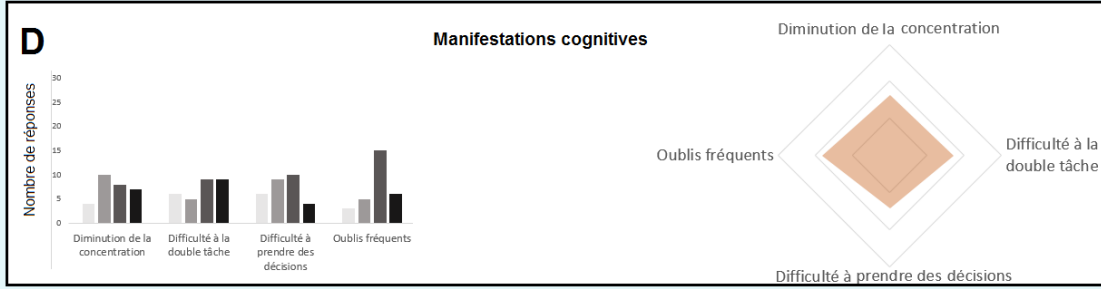 D
Manifestations cognitives
Nombre de réponses
30
25
20
15
10
5
0
Diminution de la
concentration
Difficulté à la
double tâche
Difficulté à
prendre des
décisions
Oublis fréquents
Diminution de la concentration
Oublis fréquents
Difficulté à la
double tâche
Difficulté à prendre des décisions